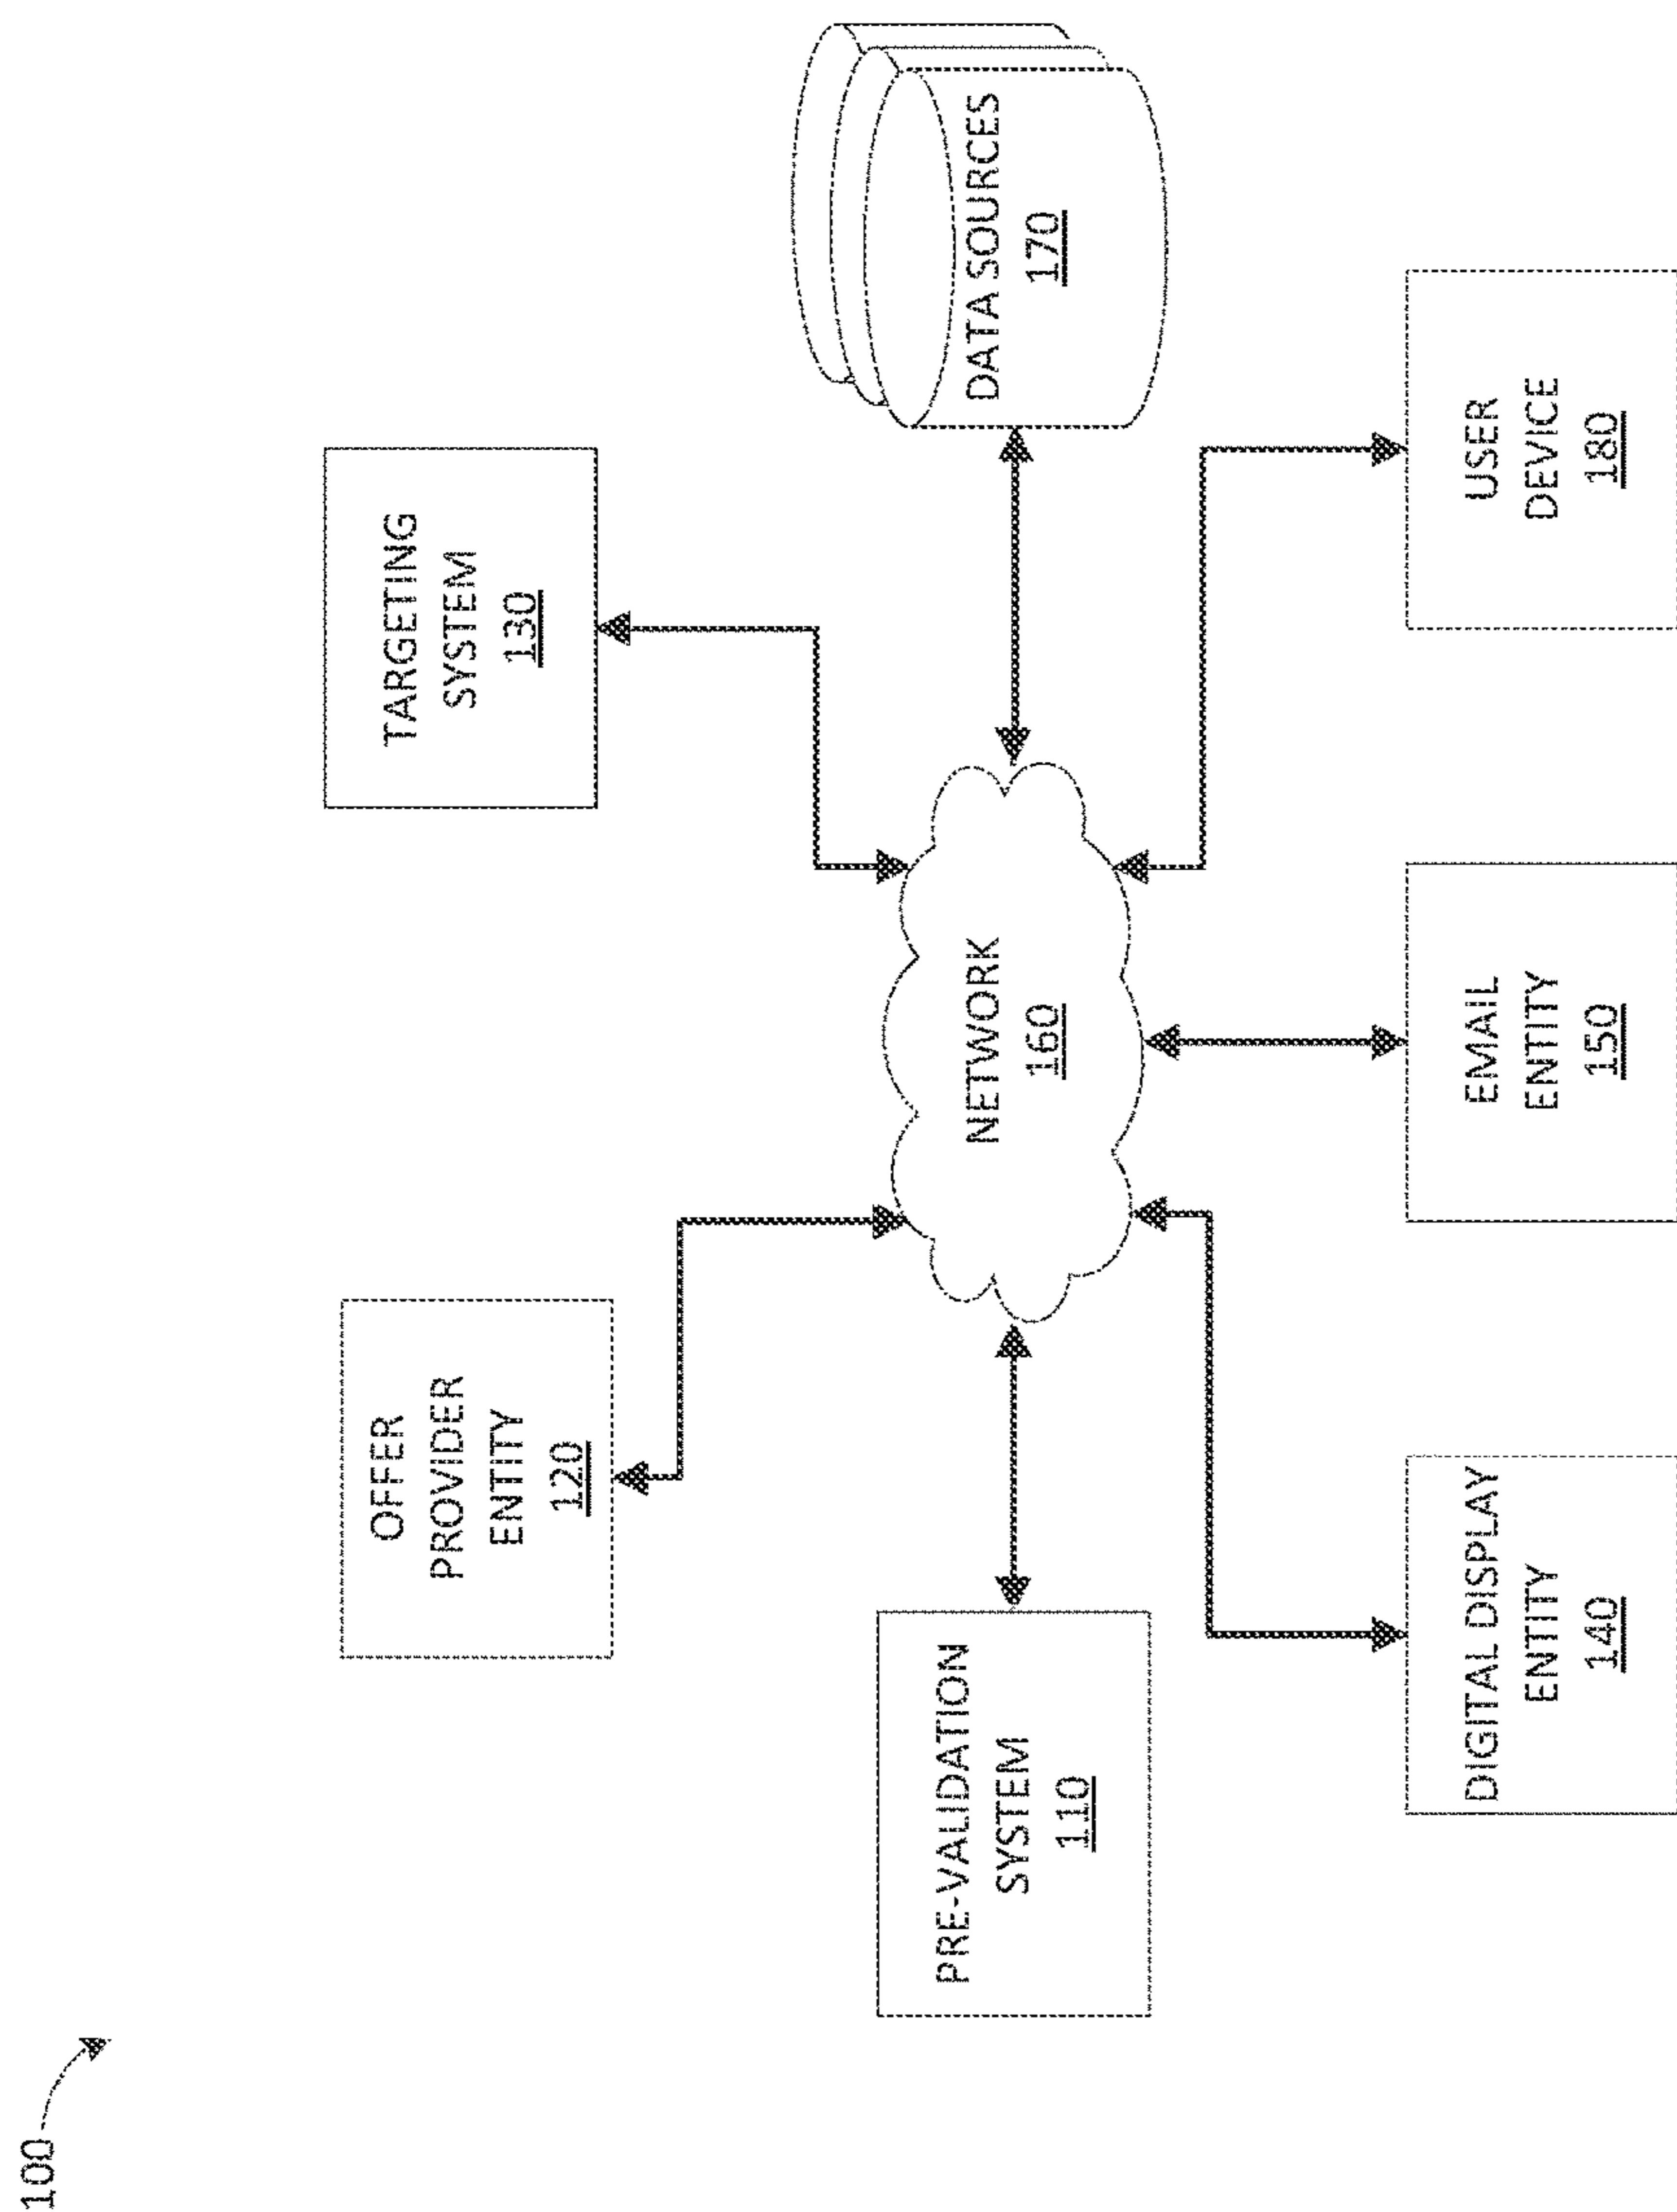 100
OFFER
PROVIDER
ENTITY
120
TARGETING
SYSTEM
130
PRE-VALIDATION
SYSTEM
110
NETWORK
160
DATA SOURCES
170
DIGITAL DISPLAY
ENTITY
140
EMAIL
ENTITY
150
USER
DEVICE
180